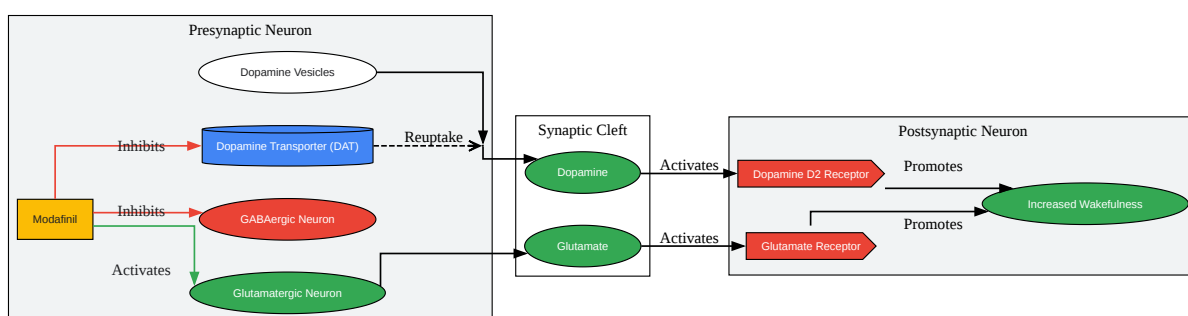 Presynaptic Neuron
Dopamine Vesicles
Inhibits
Dopamine Transporter (DAT)
Reuptake
Modafinil
Inhibits
GABAergic Neuron
Activates
Glutamatergic Neuron
Synaptic Cleft
Dopamine
Glutamate
Activates
Activates
Postsynaptic Neuron
Dopamine D2 Receptor
Promotes
Increased Wakefulness
Promotes
Glutamate Receptor